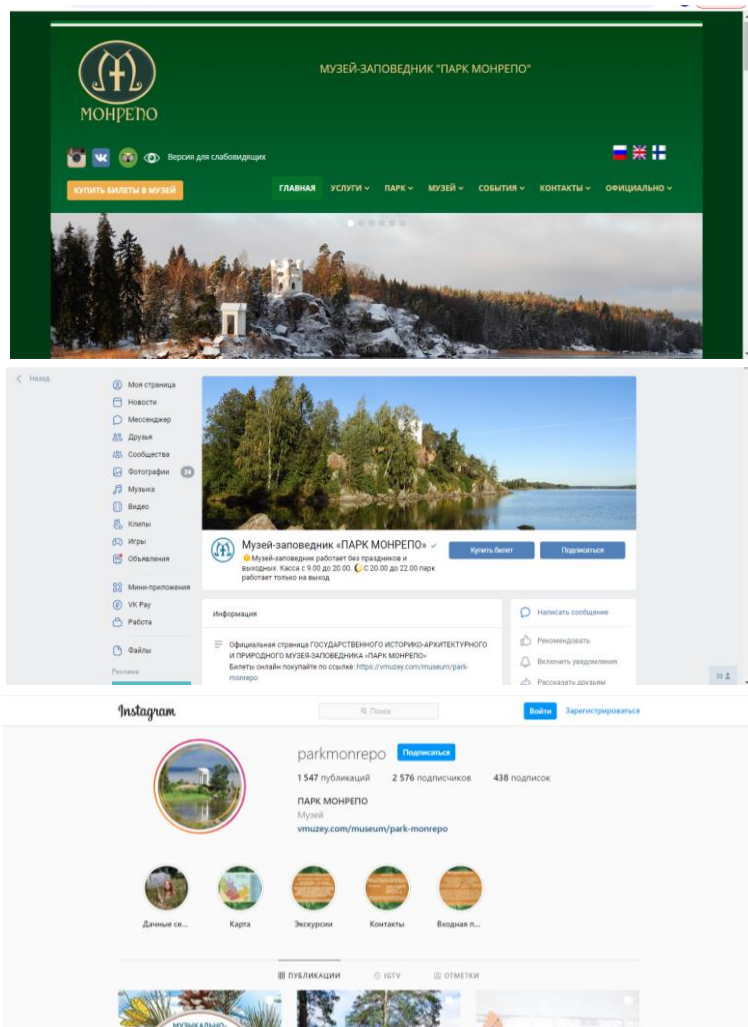 МУЗЕЙ-ЗАПОВЕДНИК "ПАРК МОНРЕПО"
МОНРЕПО
Версия для слабовидящих
КУПИТЬ БИЛЕТЫ В МУЗЕЙ
ГЛАВНАЯ УСЛУГИ ПАРК МУЗЕЙ СОБЫТИЯ КОНТАКТЫ ОФИЦИАЛЬНО
Назад
Моя страница
Новости
Мессенджер
Друзья
Сообщества
Фотографии 24
Музыка
Видео
Клипы
Игры
Объявления
Мини-приложения
VK Pay
Работа
Файлы
Реклама
Музей-заповедник «ПАРК МОНРЕПО»
Музей-заповедник работает без праздников и
выходных. Касса с 9.00 до 20.00. С 20.00 до 22.00 парк
работает только на выход
Купить билет
Подписаться
Информация
Официальная страница ГОСУДАРСТВЕННОГО ИСТОРИКО-АРХИТЕКТУРНОГО
И ПРИРОДНОГО МУЗЕЯ-ЗАПОВЕДНИКА «ПАРК МОНРЕПО»
Билеты онлайн покупайте по ссылке: https://vmuzey.com/museum/park-
monrepo
Написать сообщение
Рекомендовать
Включить уведомления
Рассказать друзьям
Instagram
Поиск
Войти Зарегистрироваться
parkmonrepo Подписаться
1 547 публикаций 2 576 подписчиков 438 подписок
ПАРК МОНРЕПО
Музей
vmuzey.com/museum/park-monrepo
Дачные се... Карта Экскурсии Контакты Входная п...
ПУБЛИКАЦИИ IGTV ОТМЕТКИ
МУЗЫКАЛЬНО-